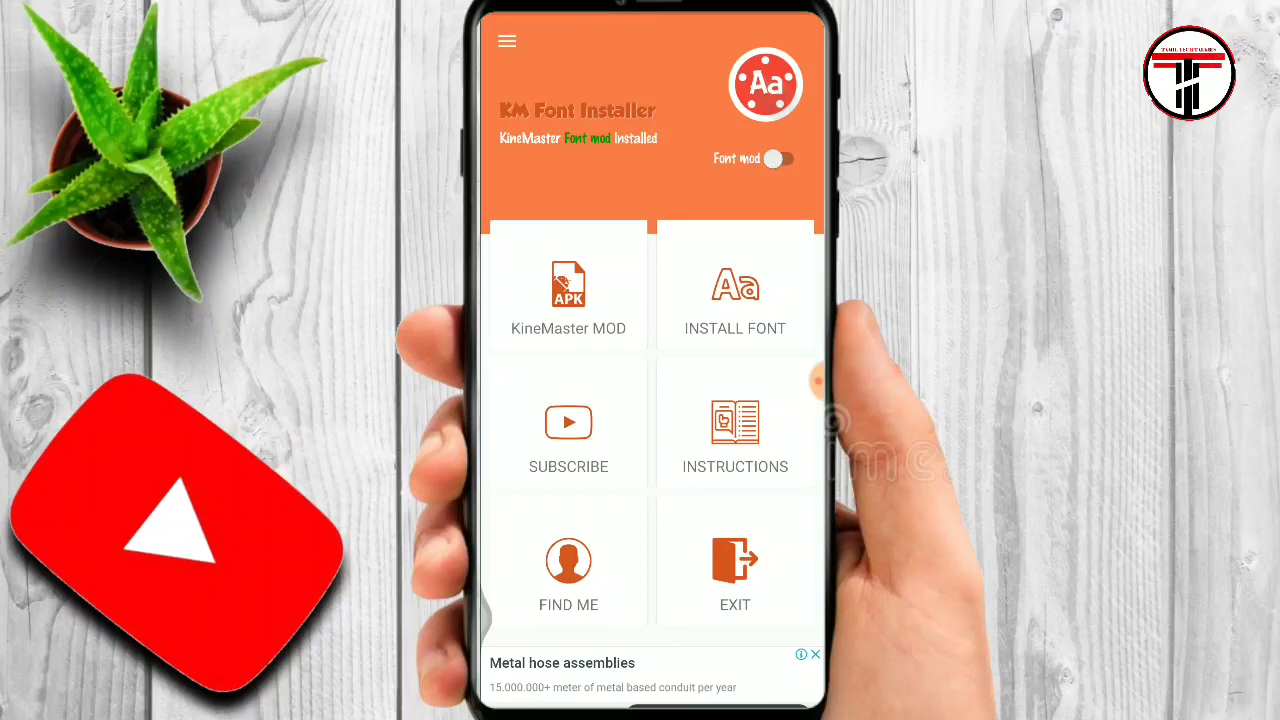 KM Font Installer
KineMaster Font mod Installed
Aa
Font mod
APK
KineMaster MOD
Aa
INSTALL FONT
SUBSCRIBE
INSTRUCTIONS
FIND ME
EXIT
Metal hose assemblies
15.000.000+ meter of metal based conduit per year